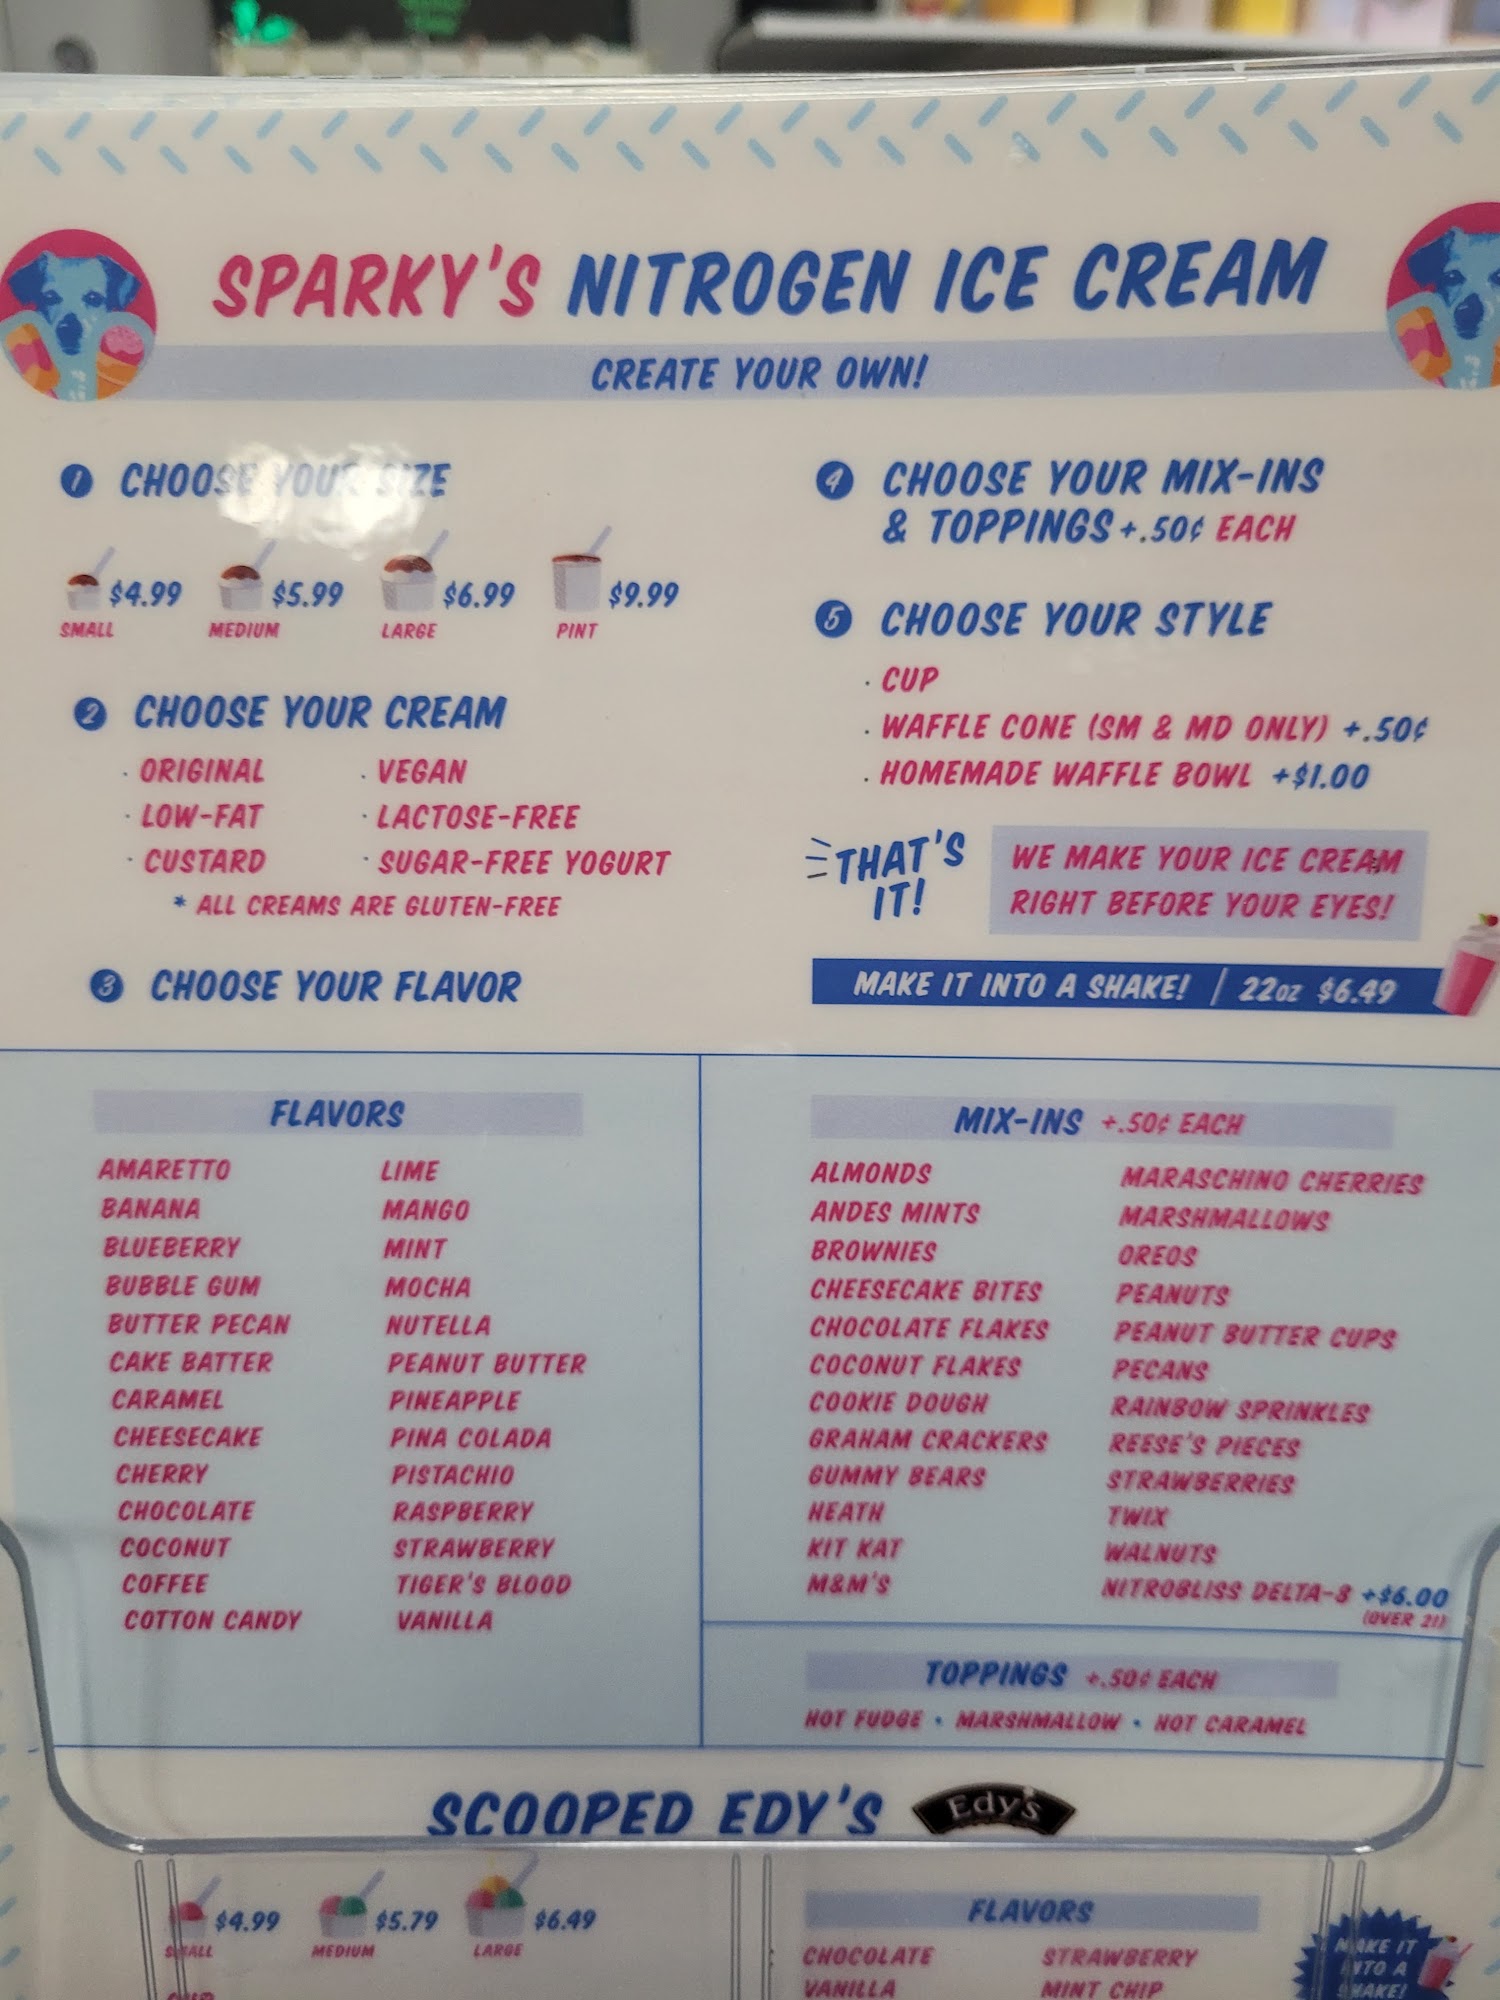 SPARKY'S NITROGEN ICE CREAM
CREATE YOUR OWN!
1 CHOOSE YOUR SIZE
$4.99 $5.99 $6.99 $9.99
SMALL MEDIUM LARGE PINT
2 CHOOSE YOUR CREAM
· ORIGINAL · VEGAN
· LOW-FAT · LACTOSE-FREE
· CUSTARD · SUGAR-FREE YOGURT
* ALL CREAMS ARE GLUTEN-FREE
3 CHOOSE YOUR FLAVOR
4 CHOOSE YOUR MIX-INS
& TOPPINGS +.50¢ EACH
5 CHOOSE YOUR STYLE
· CUP
· WAFFLE CONE (SM & MD ONLY) +.50¢
· HOMEMADE WAFFLE BOWL +$1.00
THAT'S
IT!
WE MAKE YOUR ICE CREAM
RIGHT BEFORE YOUR EYES!
MAKE IT INTO A SHAKE! | 22OZ $6.49
FLAVORS
AMARETTO
BANANA
BLUEBERRY
BUBBLE GUM
BUTTER PECAN
CAKE BATTER
CARAMEL
CHEESECAKE
CHERRY
CHOCOLATE
COCONUT
COFFEE
COTTON CANDY
LIME
MANGO
MINT
MOCHA
NUTELLA
PEANUT BUTTER
PINEAPPLE
PINA COLADA
PISTACHIO
RASPBERRY
STRAWBERRY
TIGER'S BLOOD
VANILLA
MIX-INS +.50¢ EACH
ALMONDS
ANDES MINTS
BROWNIES
CHEESECAKE BITES
CHOCOLATE FLAKES
COCONUT FLAKES
COOKIE DOUGH
GRAHAM CRACKERS
GUMMY BEARS
HEATH
KIT KAT
M&M'S
MARASCHINO CHERRIES
MARSHMALLOWS
OREOS
PEANUTS
PEANUT BUTTER CUPS
PECANS
RAINBOW SPRINKLES
REESE'S PIECES
STRAWBERRIES
TWIX
WALNUTS
NITROBLISS DELTA-8 +$6.00
(OVER 21)
TOPPINGS +.50¢ EACH
HOT FUDGE • MARSHMALLOW • HOT CARAMEL
SCOOPED EDY'S Edy's
$4.99 $5.79 $6.49
SMALL MEDIUM LARGE
FLAVORS
CHOCOLATE STRAWBERRY
VANILLA MINT CHIP
MAKE IT
INTO A
SHAKE!